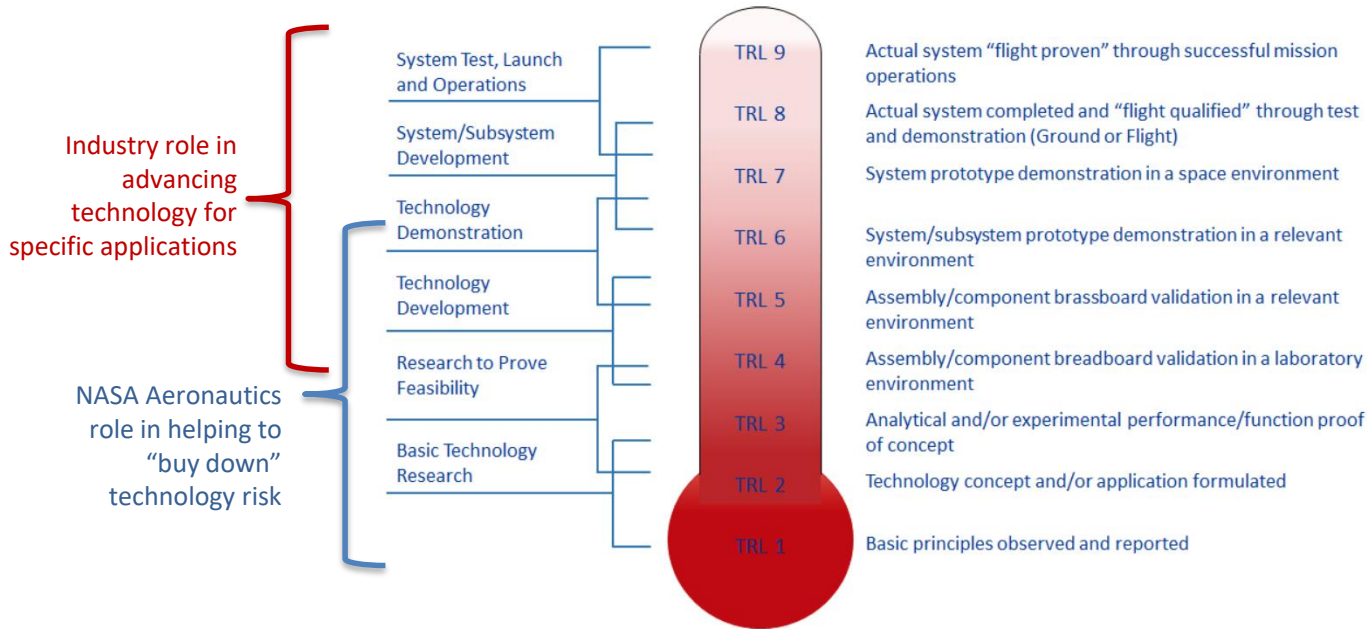 Industry role in
advancing
technology for
specific applications
NASA Aeronautics
role in helping to
“buy down”
technology risk
System Test, Launch
and Operations
System/Subsystem
Development
Technology
Demonstration
Technology
Development
Research to Prove
Feasibility
Basic Technology
Research
TRL 9
TRL 8
TRL 7
TRL 6
TRL 5
TRL 4
TRL 3
TRL 2
TRL 1
Actual system “flight proven” through successful mission
operations
Actual system completed and “flight qualified” through test
and demonstration (Ground or Flight)
System prototype demonstration in a space environment
System/subsystem prototype demonstration in a relevant
environment
Assembly/component brassboard validation in a relevant
environment
Assembly/component breadboard validation in a laboratory
environment
Analytical and/or experimental performance/function proof
of concept
Technology concept and/or application formulated
Basic principles observed and reported